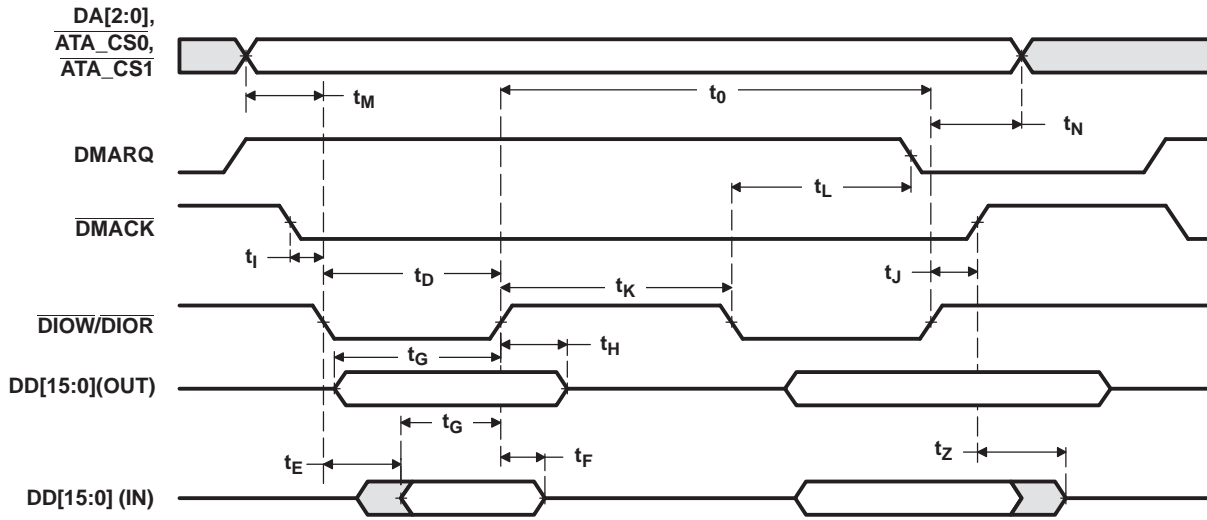 DA[2:0],
ATA_CS0,
ATA_CS1
tM
t0
tN
DMARQ
tL
DMACK
tI
tD
tK
tJ
DIOW/DIOR
tG
tH
DD[15:0](OUT)
tG
tE
tF
tZ
DD[15:0] (IN)